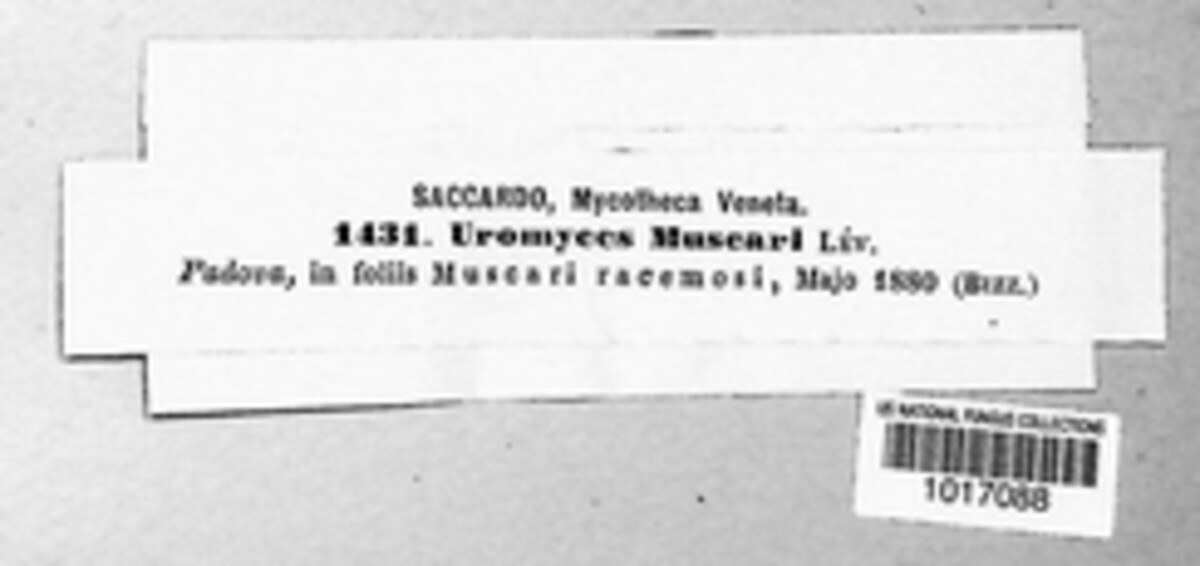 SACCARDO, Mycotheca Veneta.
1431. Uromyces Muscari Lév.
Padova, in foliis Muscari racemosi, Majo 1880 (Bizz.)
US NATIONAL FUNGUS COLLECTIONS
1017088